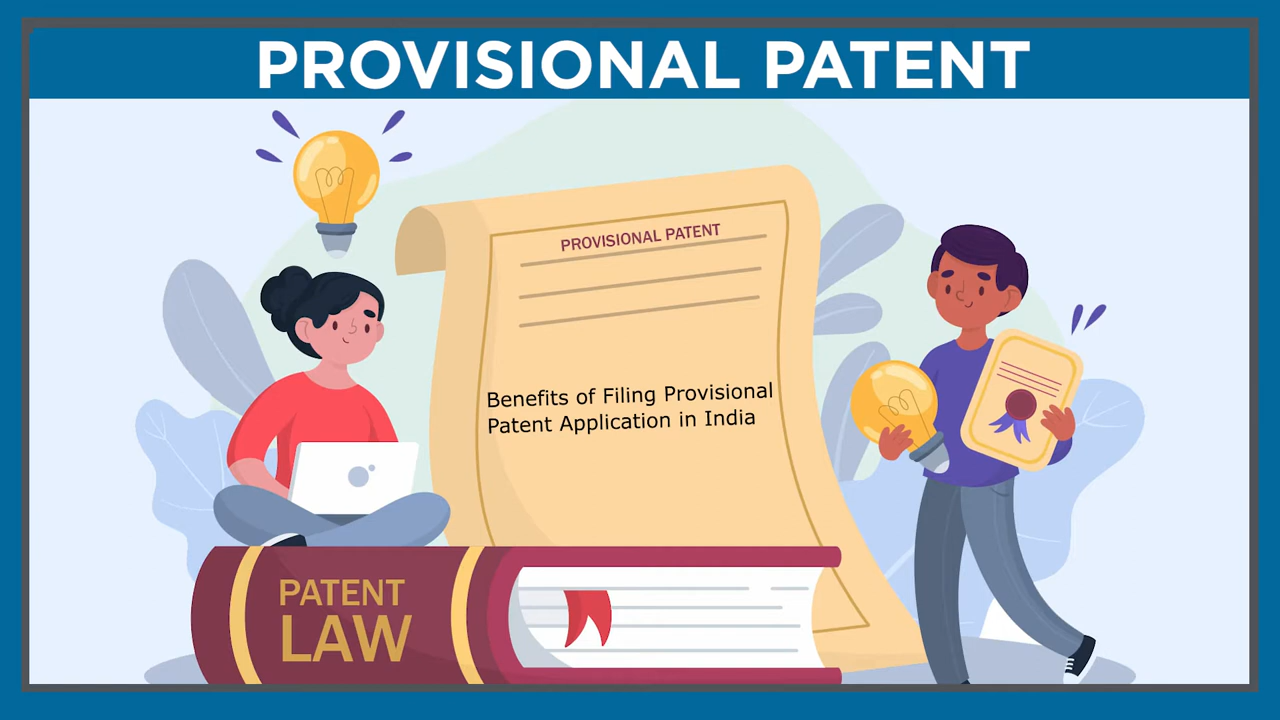 PROVISIONAL PATENT
PROVISIONAL PATENT
Benefits of Filing Provisional
Patent Application in India
PATENT
LAW